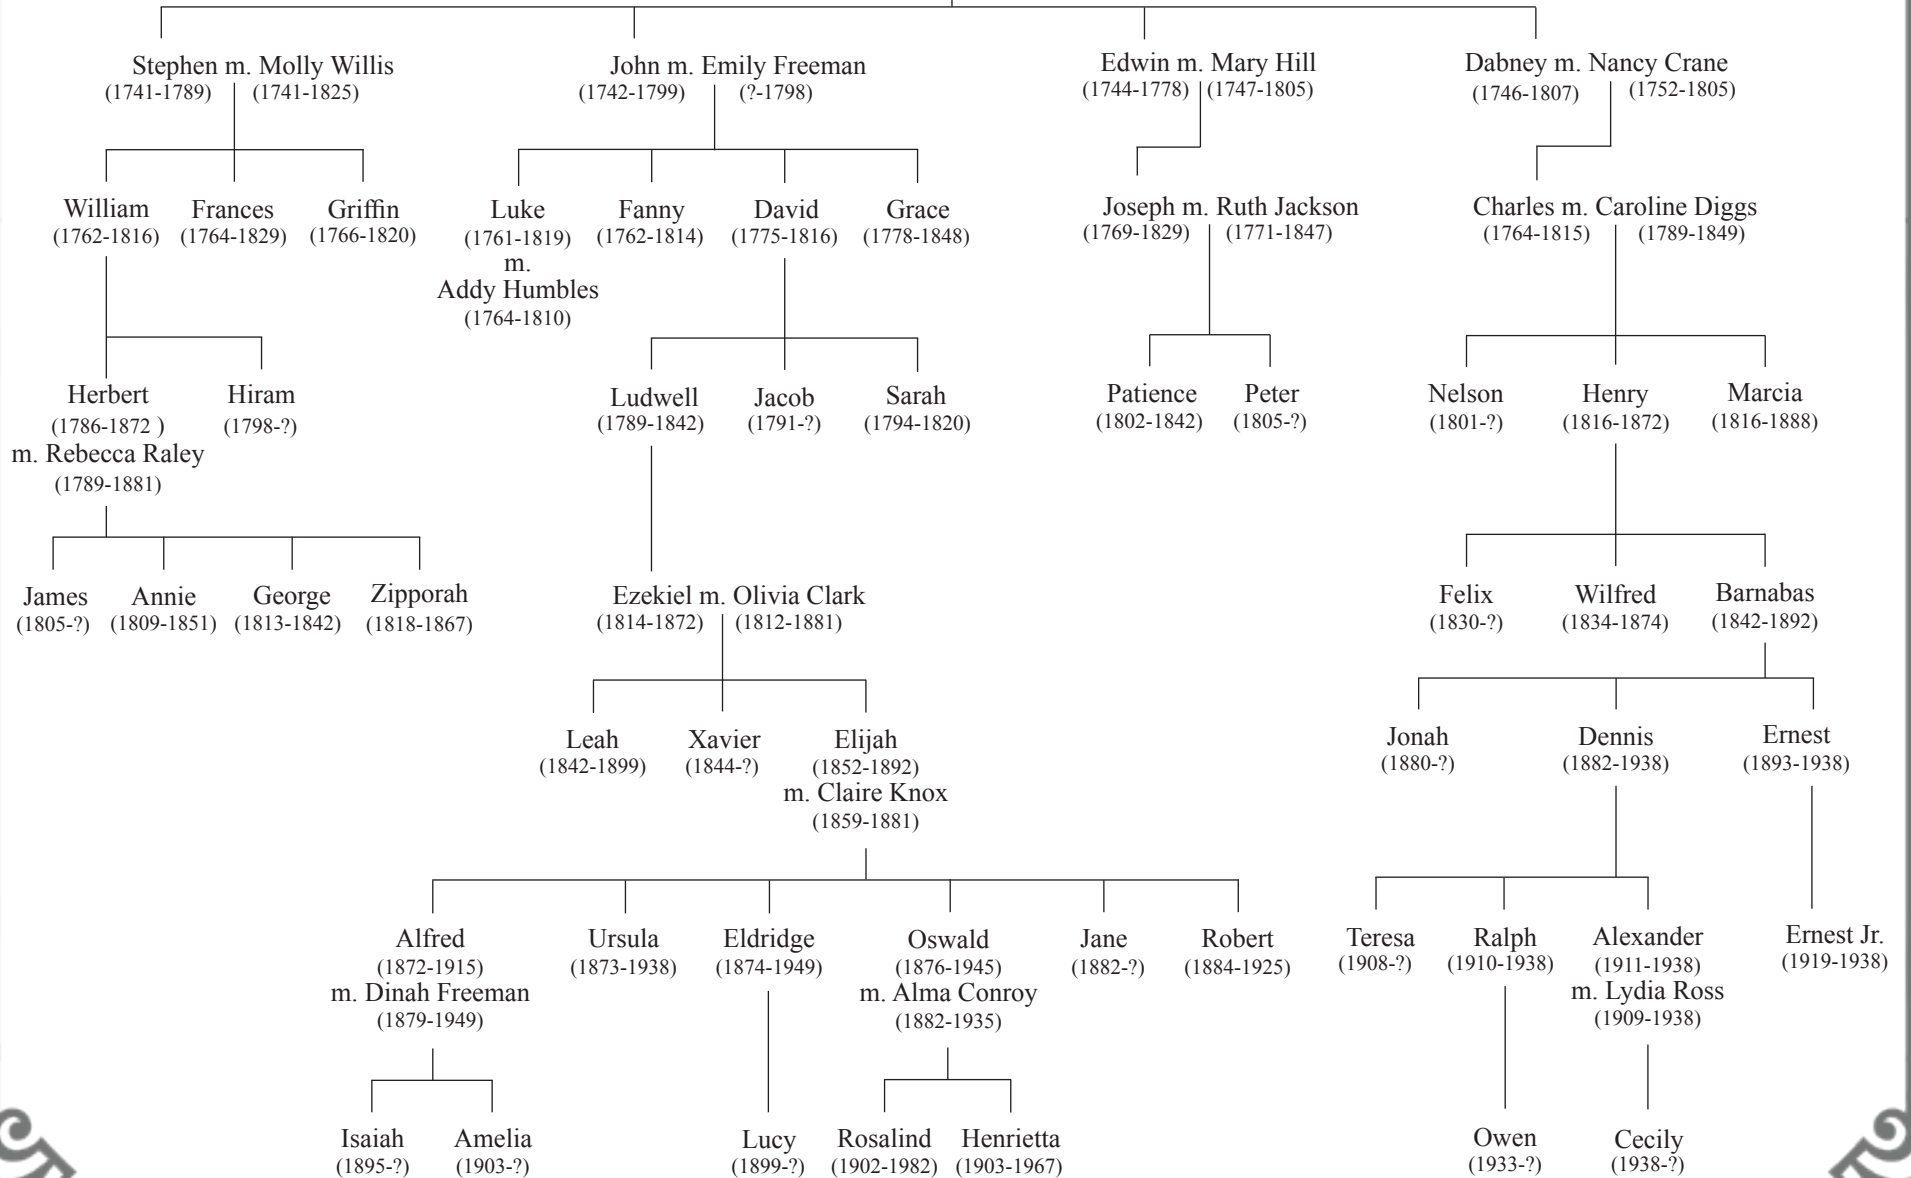 Stephen m. Molly Willis
(1741-1789) (1741-1825)
John m. Emily Freeman
(1742-1799) (?-1798)
Edwin m. Mary Hill
(1744-1778) (1747-1805)
Dabney m. Nancy Crane
(1746-1807) (1752-1805)
William
(1762-1816)
Frances
(1764-1829)
Griffin
(1766-1820)
Luke
(1761-1819)
m.
Addy Humbles
(1764-1810)
Fanny
(1762-1814)
David
(1775-1816)
Grace
(1778-1848)
Joseph m. Ruth Jackson
(1769-1829) (1771-1847)
Charles m. Caroline Diggs
(1764-1815) (1789-1849)
Herbert
(1786-1872 )
m. Rebecca Raley
(1789-1881)
Hiram
(1798-?)
Ludwell
(1789-1842)
Jacob
(1791-?)
Sarah
(1794-1820)
Patience
(1802-1842)
Peter
(1805-?)
Nelson
(1801-?)
Henry
(1816-1872)
Marcia
(1816-1888)
James
(1805-?)
Annie
(1809-1851)
George
(1813-1842)
Zipporah
(1818-1867)
Ezekiel m. Olivia Clark
(1814-1872) (1812-1881)
Felix
(1830-?)
Wilfred
(1834-1874)
Barnabas
(1842-1892)
Leah
(1842-1899)
Xavier
(1844-?)
Elijah
(1852-1892)
m. Claire Knox
(1859-1881)
Jonah
(1880-?)
Dennis
(1882-1938)
Ernest
(1893-1938)
Alfred
(1872-1915)
m. Dinah Freeman
(1879-1949)
Ursula
(1873-1938)
Eldridge
(1874-1949)
Oswald
(1876-1945)
m. Alma Conroy
(1882-1935)
Jane
(1882-?)
Robert
(1884-1925)
Teresa
(1908-?)
Ralph
(1910-1938)
Alexander
(1911-1938)
m. Lydia Ross
(1909-1938)
Ernest Jr.
(1919-1938)
Isaiah
(1895-?)
Amelia
(1903-?)
Lucy
(1899-?)
Rosalind
(1902-1982)
Henrietta
(1903-1967)
Owen
(1933-?)
Cecily
(1938-?)